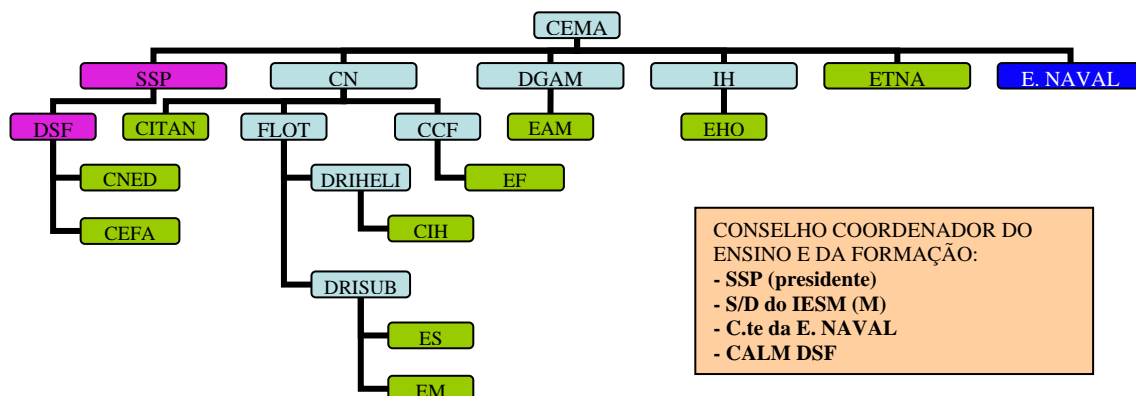 CEMA
SSP
CN
DGAM
IH
ETNA
E. NAVAL
DSF
CITAN
FLOT
CCF
EAM
EHO
CNED
DRIHELI
EF
CEFA
CIH
DRISUB
ES
EM
CONSELHO COORDENADOR DO
ENSINO E DA FORMAÇÃO:
- SSP (presidente)
- S/D do IESM (M)
- C.te da E. NAVAL
- CALM DSF